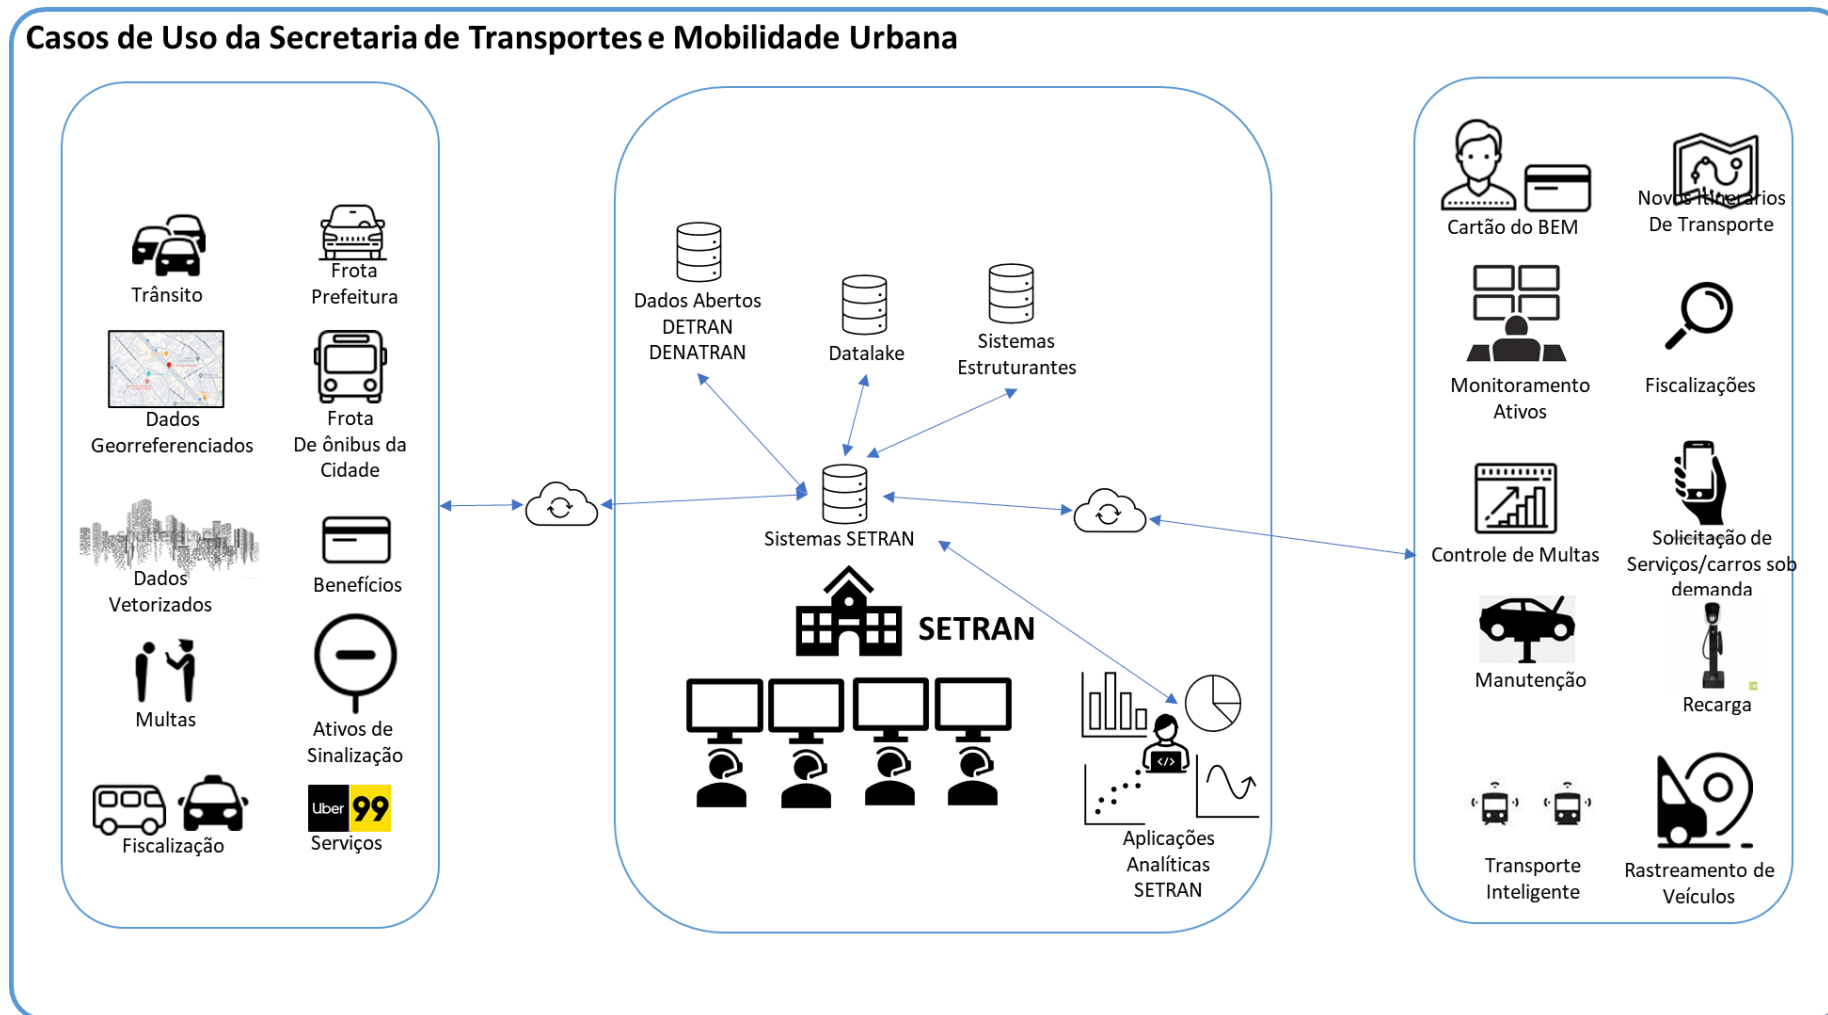 Casos de Uso da Secretaria de Transportes e Mobilidade Urbana
Trânsito
Frota
Prefeitura
Dados
Georreferenciados
Frota
De ônibus da
Cidade
Dados
Vetorizados
Benefícios
Multas
Ativos de
Sinalização
Fiscalização
Uber 99
Serviços
Dados Abertos
DETRAN
DENATRAN
Datalake
Sistemas
Estruturantes
Sistemas SETRAN
SETRAN
Aplicações
Analíticas
SETRAN
Cartão do BEM
Novos Itinerários
De Transporte
Monitoramento
Ativos
Fiscalizações
Controle de Multas
Solicitação de
Serviços/carros sob
demanda
Manutenção
Recarga
Transporte
Inteligente
Rastreamento de
Veículos